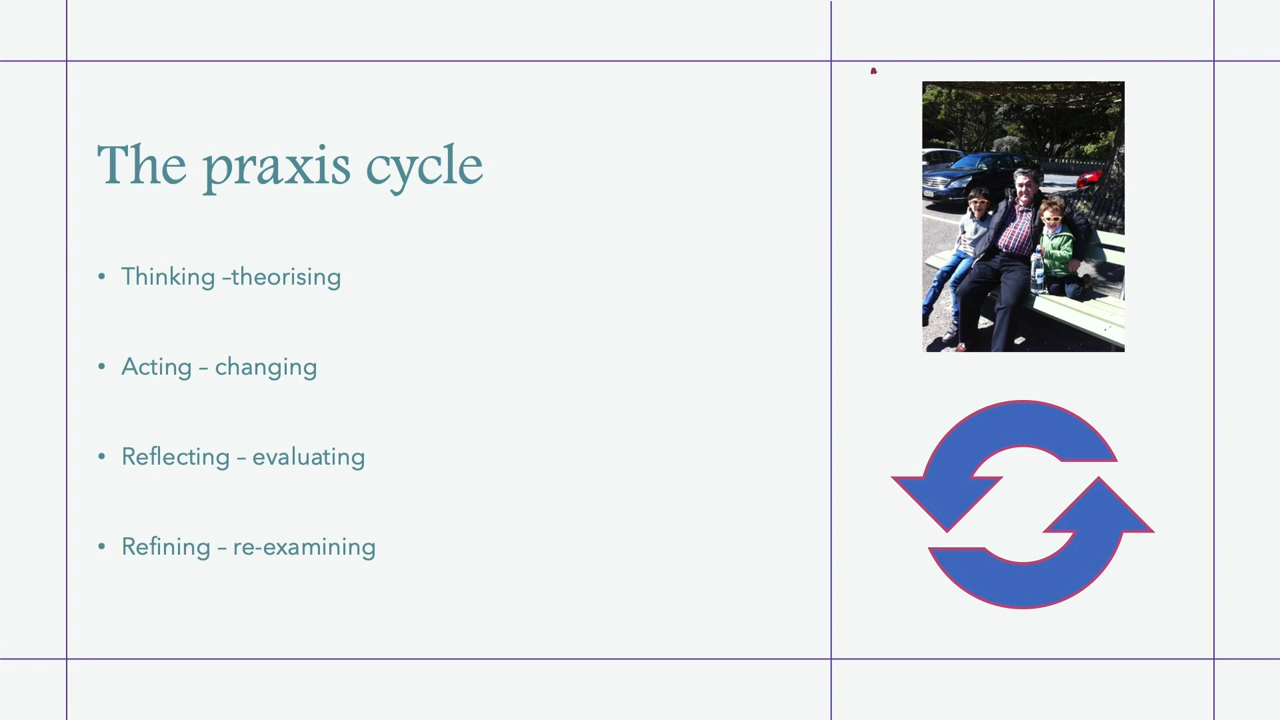 The praxis cycle
• Thinking –theorising
• Acting – changing
• Reflecting – evaluating
• Refining – re-examining